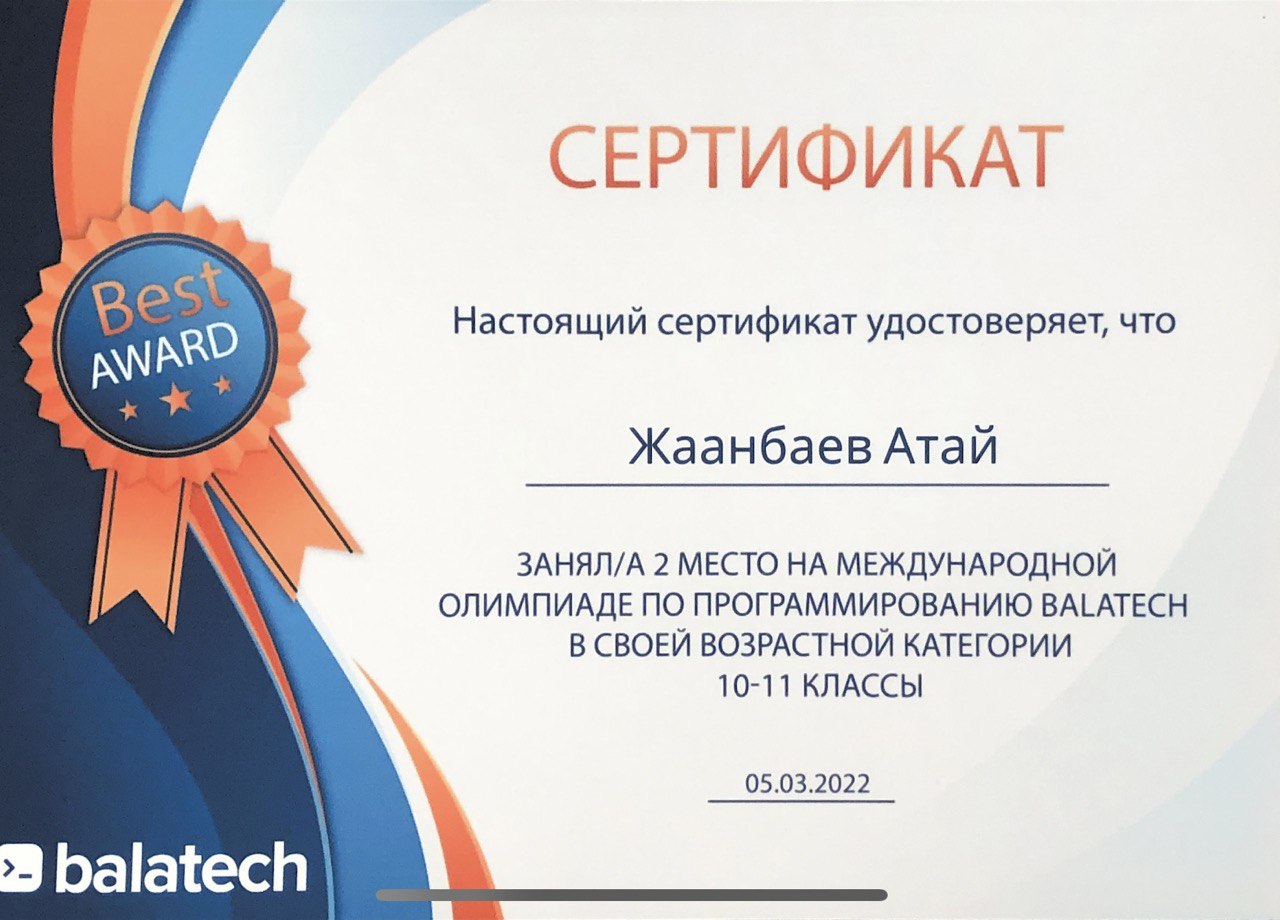 СЕРТИФИКАТ
Настоящий сертификат удостоверяет, что
Жаанбаев Атай
ЗАНЯЛ/А 2 МЕСТО НА МЕЖДУНАРОДНОЙ
ОЛИМПИАДЕ ПО ПРОГРАММИРОВАНИЮ BALATECH
В СВОЕЙ ВОЗРАСТНОЙ КАТЕГОРИИ
10-11 КЛАССЫ
05.03.2022
Best
AWARD
balatech